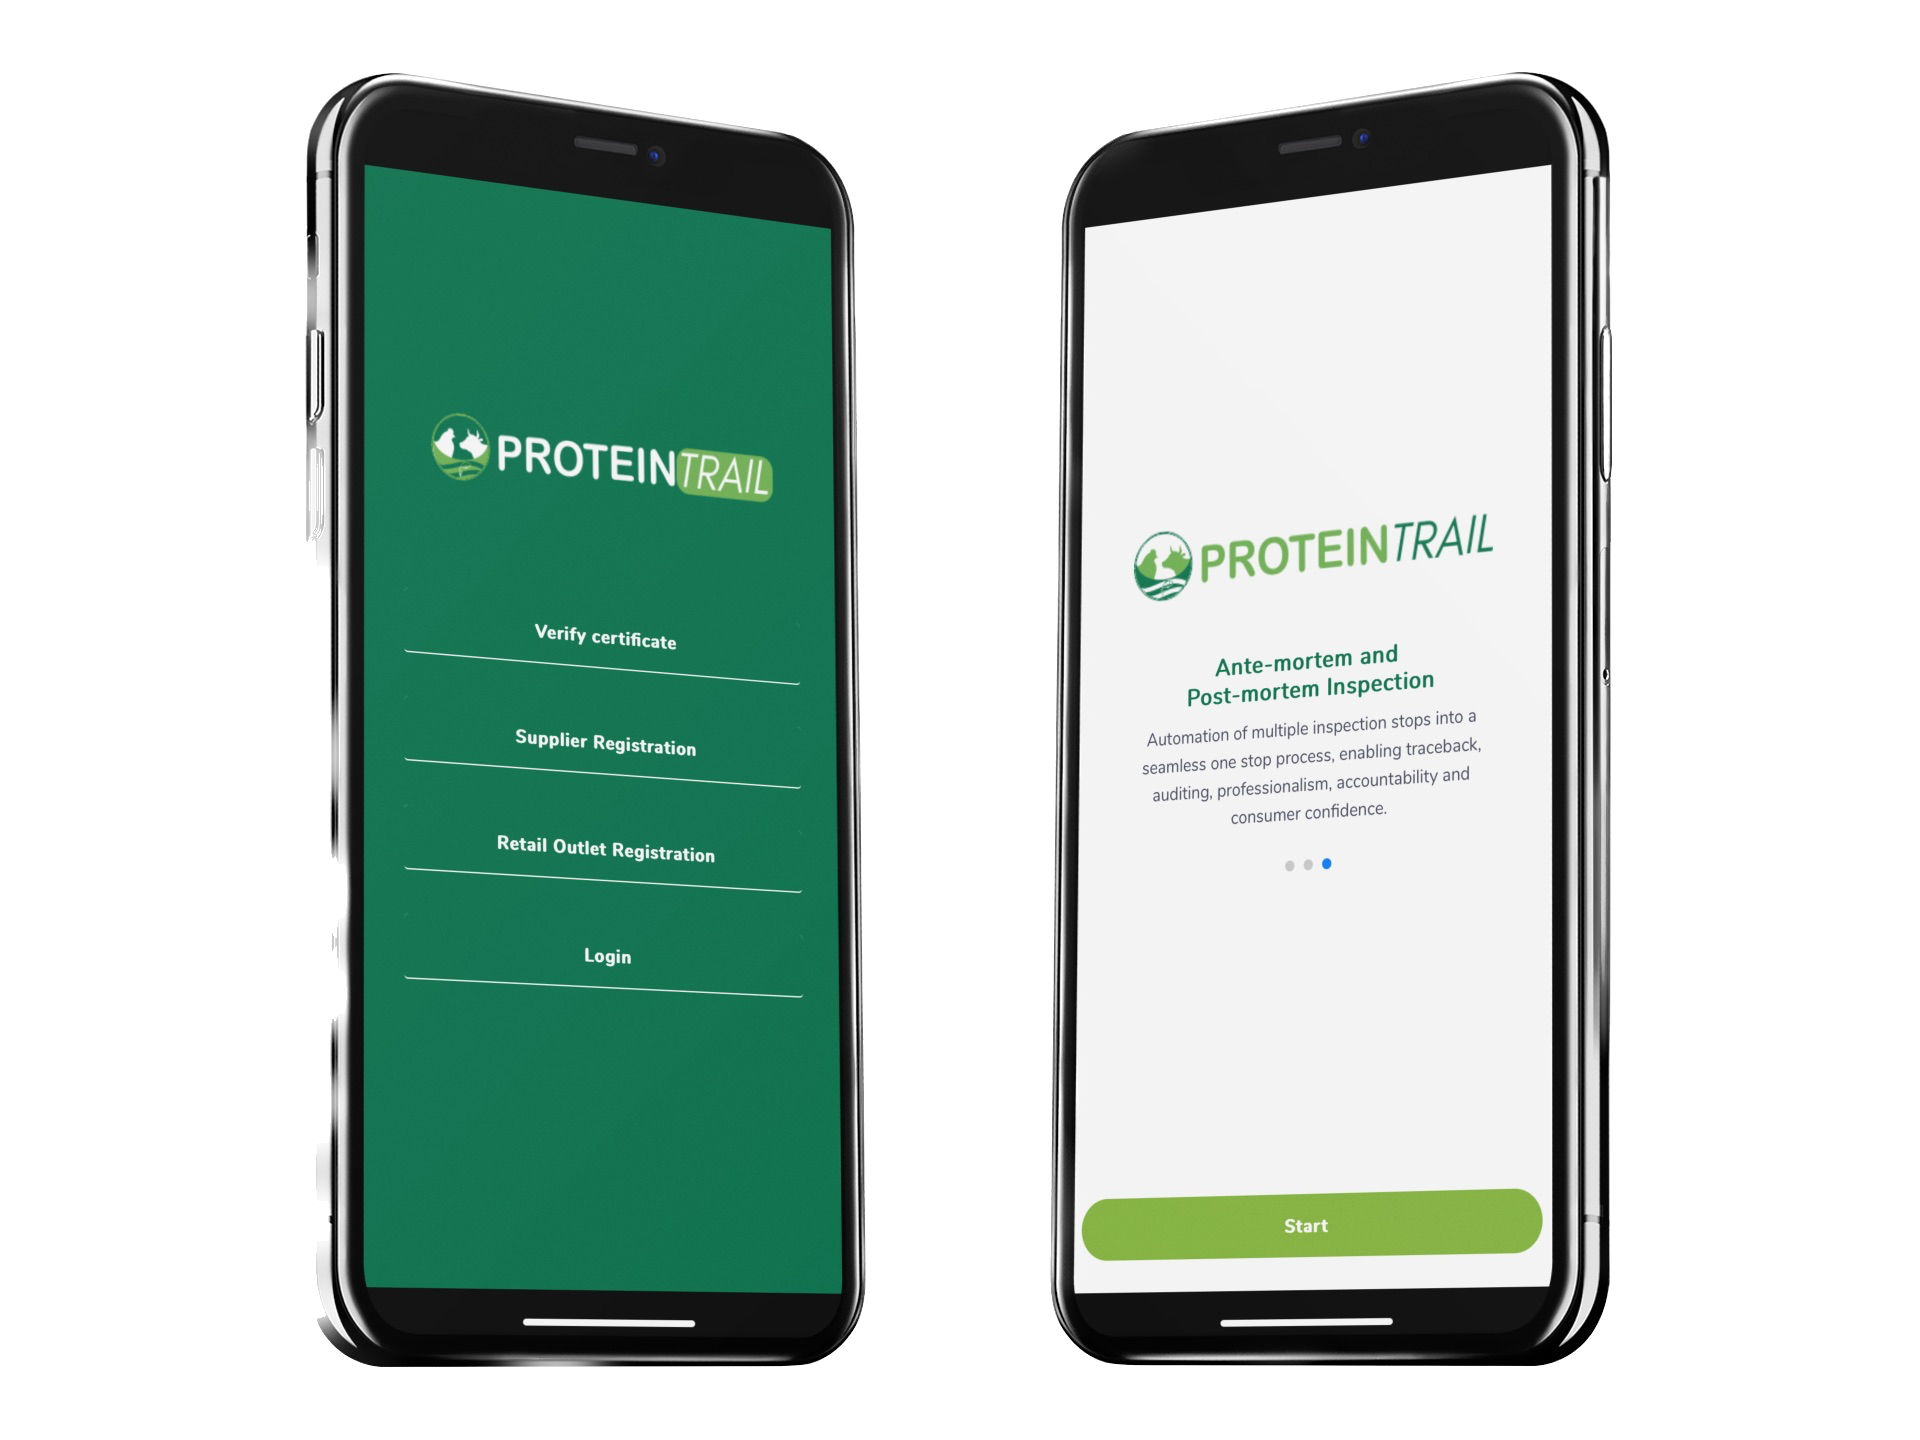 PROTEINTRAIL
Verify certificate
Supplier Registration
Retail Outlet Registration
Login
PROTEINTRAIL
Ante-mortem and
Post-mortem Inspection
Automation of multiple inspection stops into a
seamless one stop process, enabling traceback,
auditing, professionalism, accountability and
consumer confidence.
Start